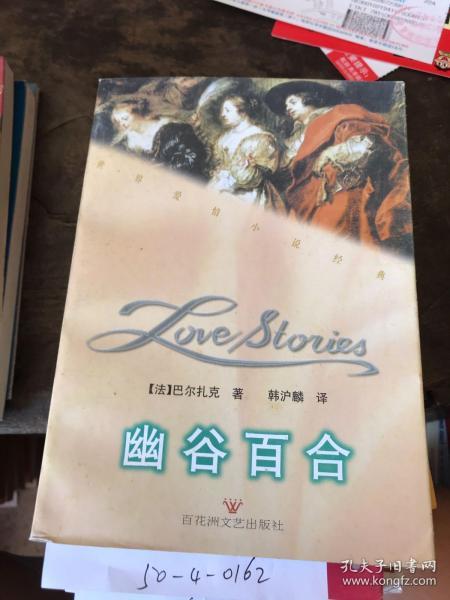 世界爱情小说经典
Love Stories
【法】巴尔扎克 著 韩沪麟 译
幽谷百合
百花洲文艺出版社
50-4-0162
孔夫子旧书网
www.kongfz.com